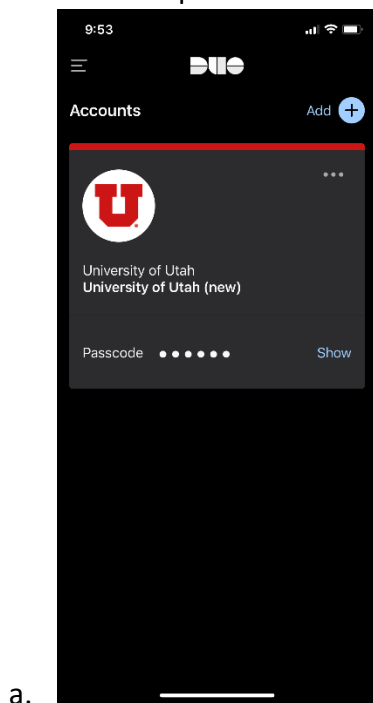 9:53
DUO
Accounts
Add
U
University of Utah
University of Utah (new)
Passcode ●●●●●●
Show
a.